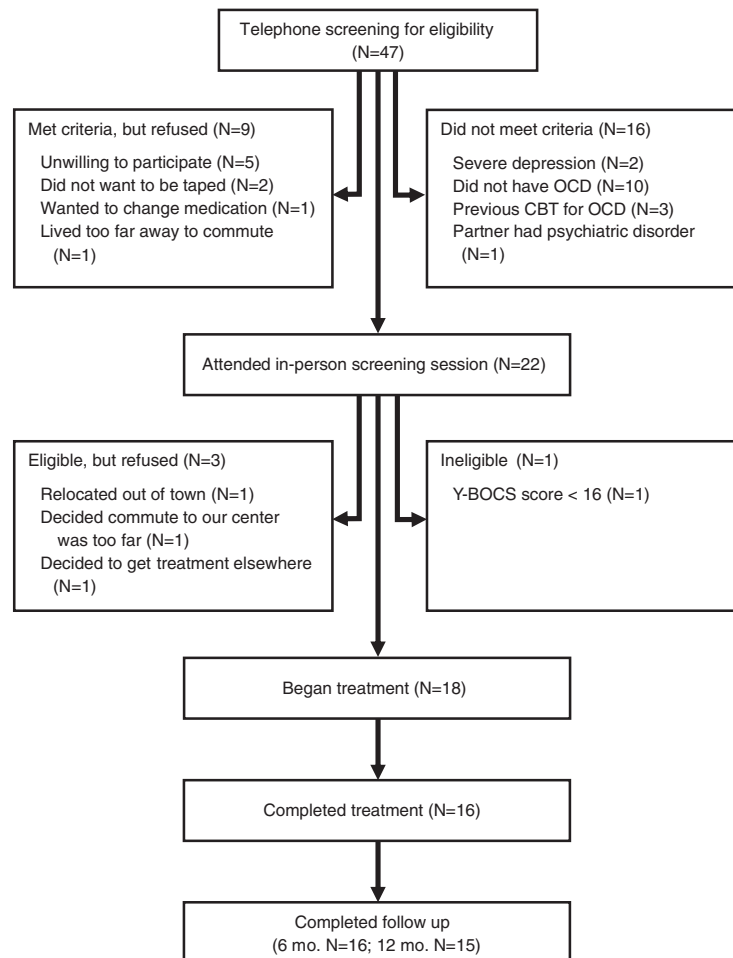 Telephone screening for eligibility
(N=47)
Met criteria, but refused (N=9)
Unwilling to participate (N=5)
Did not want to be taped (N=2)
Wanted to change medication (N=1)
Lived too far away to commute
(N=1)
Did not meet criteria (N=16)
Severe depression (N=2)
Did not have OCD (N=10)
Previous CBT for OCD (N=3)
Partner had psychiatric disorder
(N=1)
Attended in-person screening session (N=22)
Eligible, but refused (N=3)
Relocated out of town (N=1)
Decided commute to our center
was too far (N=1)
Decided to get treatment elsewhere
(N=1)
Ineligible (N=1)
Y-BOCS score < 16 (N=1)
Began treatment (N=18)
Completed treatment (N=16)
Completed follow up
(6 mo. N=16; 12 mo. N=15)